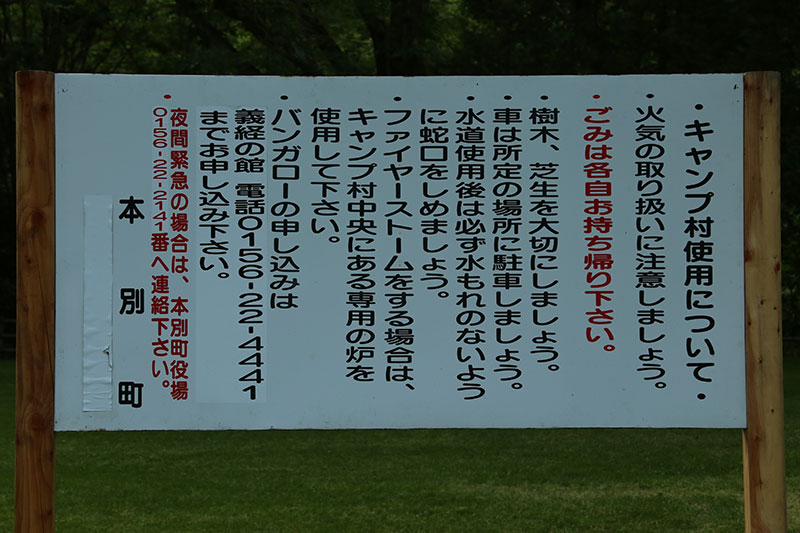 ・キャンプ村使用について・
・火気の取り扱いに注意しましょう。
・ごみは各自お持ち帰り下さい。
・樹木、芝生を大切にしましょう。
・車は所定の場所に駐車しましょう。
・水道使用後は必ず水もれのないよう
に蛇口をしめましょう。
・ファイヤーストームをする場合は、
キャンプ村中央にある専用の炉を
使用して下さい。
・バンガローの申し込みは
義経の館 電話0156-22-4441
までお申し込み下さい。
・夜間緊急の場合は、本別町役場
0156-22-2141番へ連絡下さい。
本別町